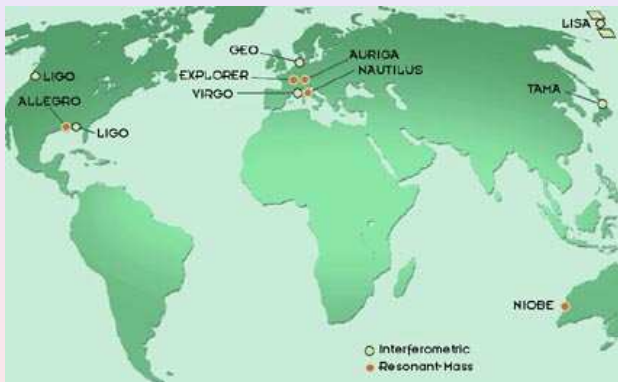 LISA
GEO
AURIGA
EXPLORER
NAUTILUS
LIGO
VIRGO
TAMA
ALLEGRO
LIGO
NIOBE
Interferometric
Resonant-Mass